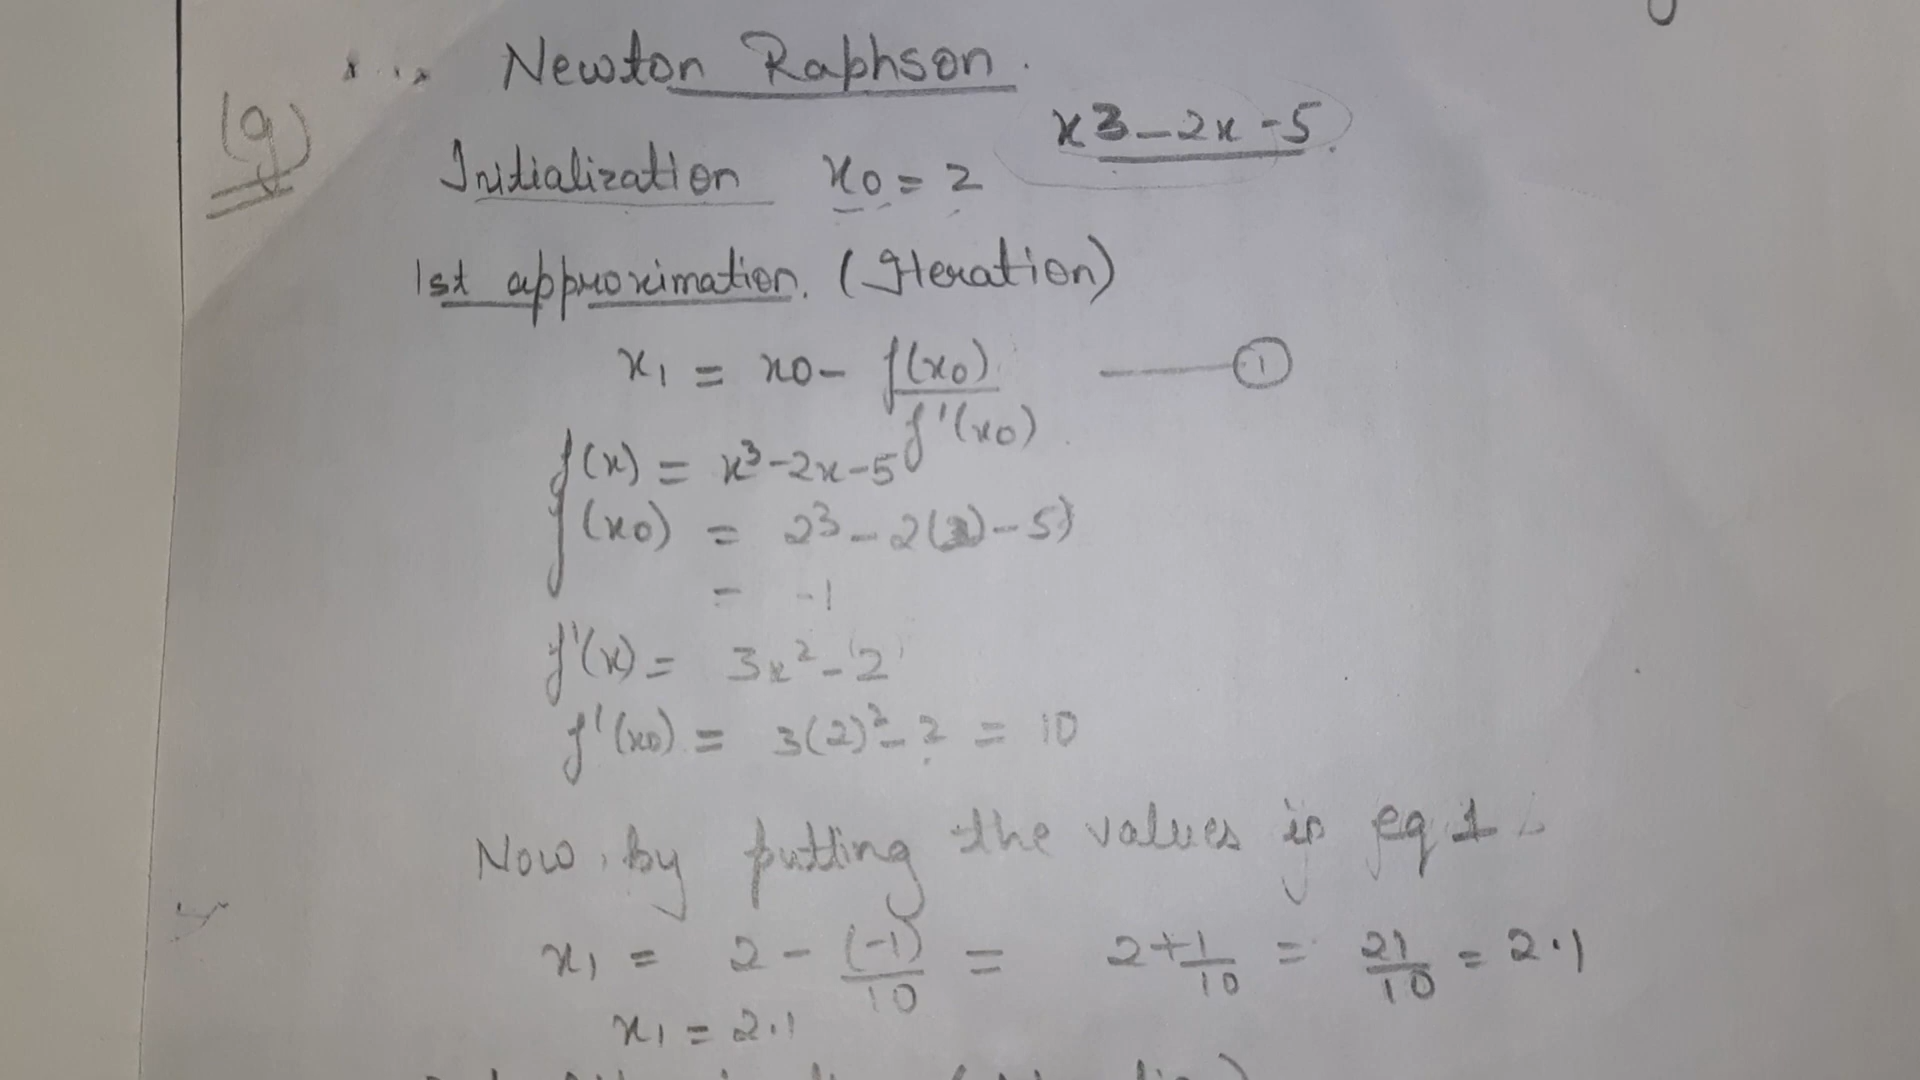 Newton Raphson.
(g)
x3-2x-5.
Initialization x0 = 2
1st approximation. (Iteration)
x1 = x0 - f(x0)/f'(x0) —— ①
f(x) = x³-2x-5
f(x0) = 2³-2(2)-5)
= -1
f'(x) = 3x²-2
f'(x0) = 3(2)²-2 = 10
Now, by putting the values in eq 1
x1 = 2 - (-1)/10 = 2+1/10 = 21/10 = 2.1
x1 = 2.1